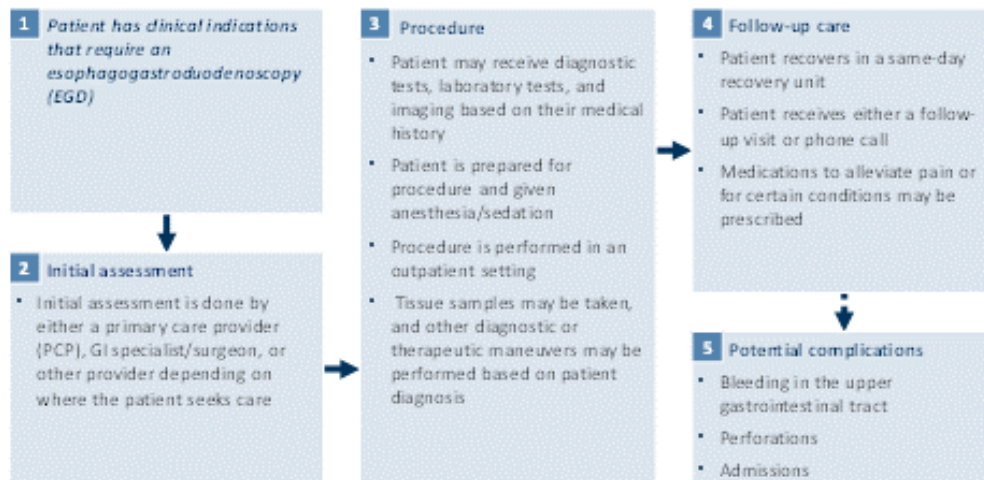 1 Patient has clinical indications
that require an
esophagogastroduodenoscopy
(EGD)
2 Initial assessment
▪ Initial assessment is done by
either a primary care provider
(PCP), GI specialist/surgeon, or
other provider depending on
where the patient seeks care
3 Procedure
▪ Patient may receive diagnostic
tests, laboratory tests, and
imaging based on their medical
history
▪ Patient is prepared for
procedure and given
anesthesia/sedation
▪ Procedure is performed in an
outpatient setting
▪ Tissue samples may be taken,
and other diagnostic or
therapeutic maneuvers may be
performed based on patient
diagnosis
4 Follow-up care
▪ Patient recovers in a same-day
recovery unit
▪ Patient receives either a follow-
up visit or phone call
▪ Medications to alleviate pain or
for certain conditions may be
prescribed
5 Potential complications
▪ Bleeding in the upper
gastrointestinal tract
▪ Perforations
▪ Admissions